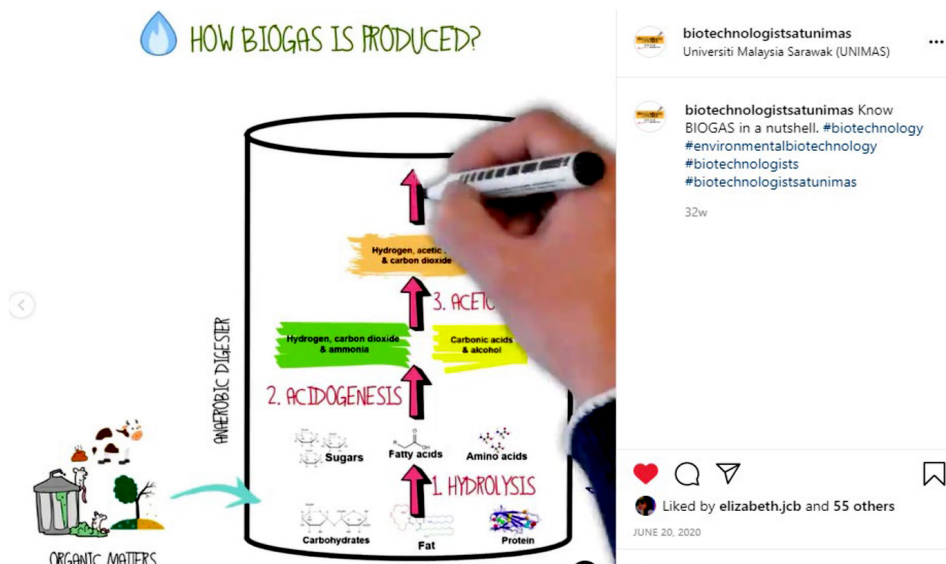 HOW BIOGAS IS PRODUCED?
Hydrogen, acetic
& carbon dioxide
3.
Hydrogen, carbon dioxide
& ammonia
Carbonic acids
& alcohol
2. ACIDOGENESIS
Sugars
Fatty acids
Amino acids
1. HYDROLYSIS
Carbohydrates
Fat
Protein
ANAEROBIC DIGESTER
ORGANIC MATTERS
biotechnologistsatunimas
Universiti Malaysia Sarawak (UNIMAS)
biotechnologistsatunimas Know
BIOGAS in a nutshell. #biotechnology
#environmentalbiotechnology
#biotechnologists
#biotechnologistsatunimas
32w
Liked by elizabeth.jcb and 55 others
JUNE 20, 2020